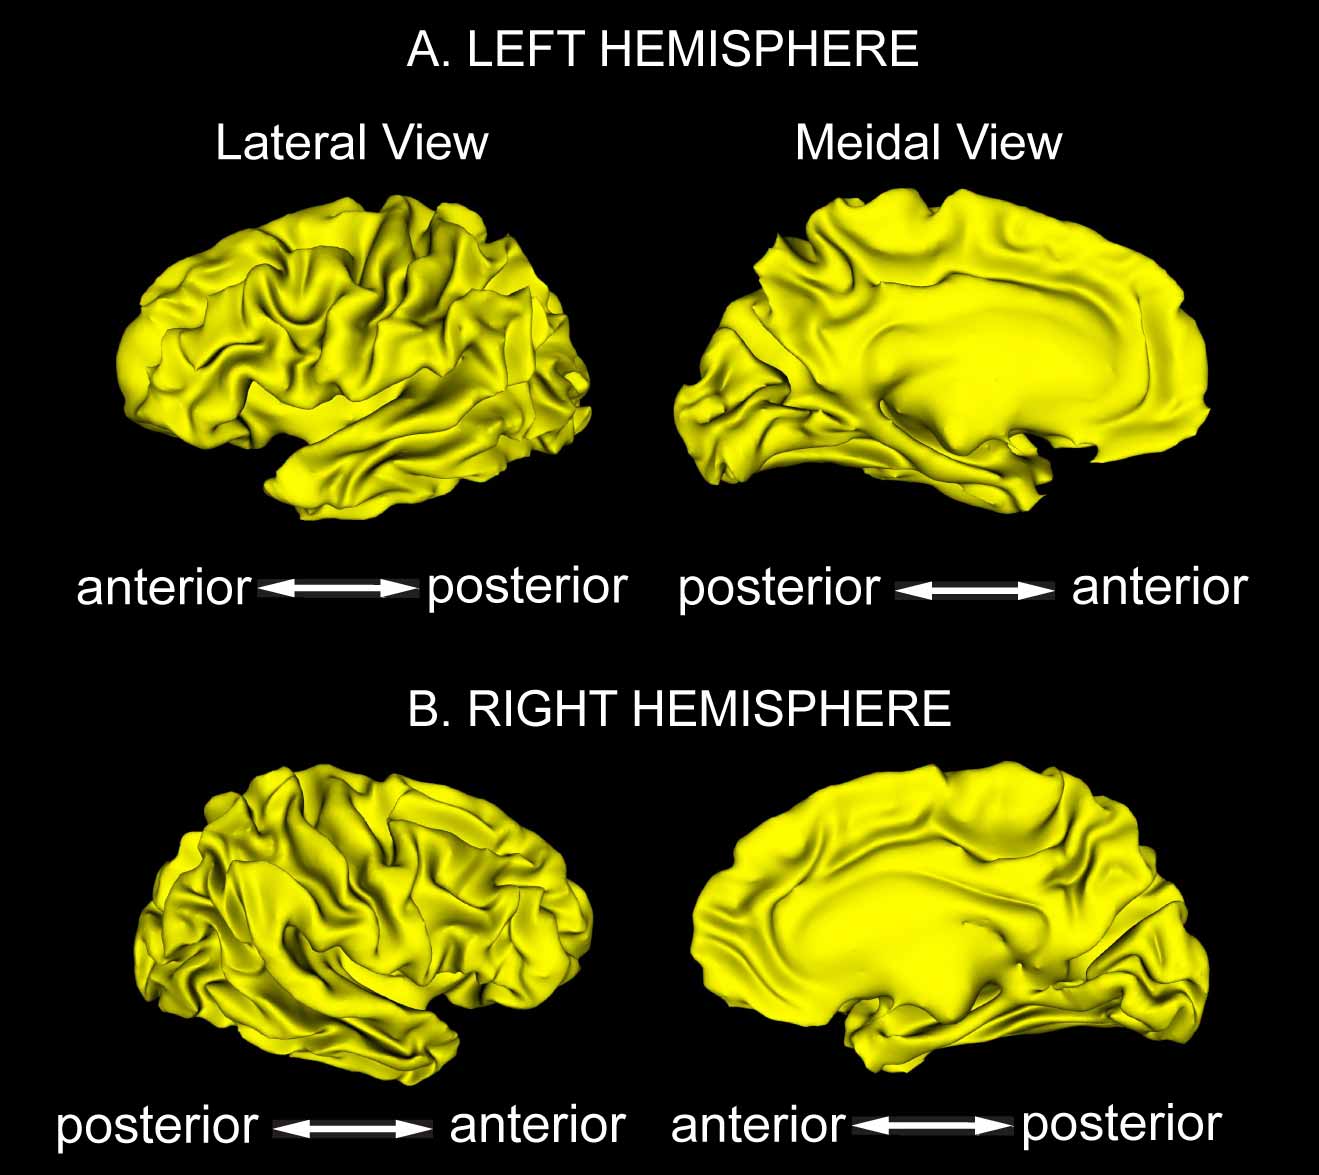 A. LEFT HEMISPHERE
Lateral View
Meidal View
anterior posterior
posterior anterior
B. RIGHT HEMISPHERE
posterior anterior
anterior posterior